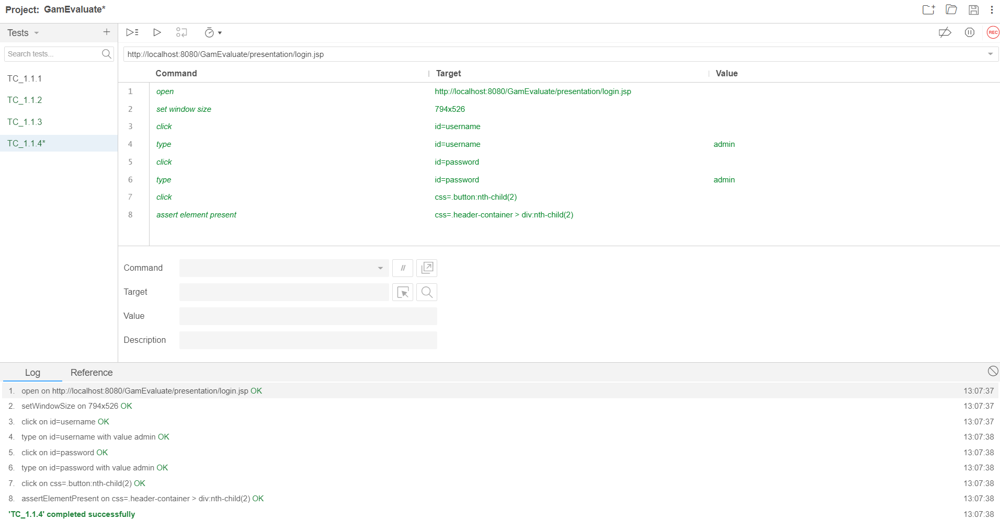 Project: GamEvaluate*
Tests
Search tests...
TC_1.1.1
TC_1.1.2
TC_1.1.3
TC_1.1.4*
REC
http://localhost:8080/GamEvaluate/presentation/login.jsp
Command Target Value
1 open http://localhost:8080/GamEvaluate/presentation/login.jsp
2 set window size 794x526
3 click id=username
4 type id=username admin
5 click id=password
6 type id=password admin
7 click css=.button:nth-child(2)
8 assert element present css=.header-container > div:nth-child(2)
Command //
Target
Value
Description
Log Reference
1. open on http://localhost:8080/GamEvaluate/presentation/login.jsp OK 13:07:37
2. setWindowSize on 794x526 OK 13:07:37
3. click on id=username OK 13:07:37
4. type on id=username with value admin OK 13:07:38
5. click on id=password OK 13:07:38
6. type on id=password with value admin OK 13:07:38
7. click on css=.button:nth-child(2) OK 13:07:38
8. assertElementPresent on css=.header-container > div:nth-child(2) OK 13:07:38
'TC_1.1.4' completed successfully 13:07:38